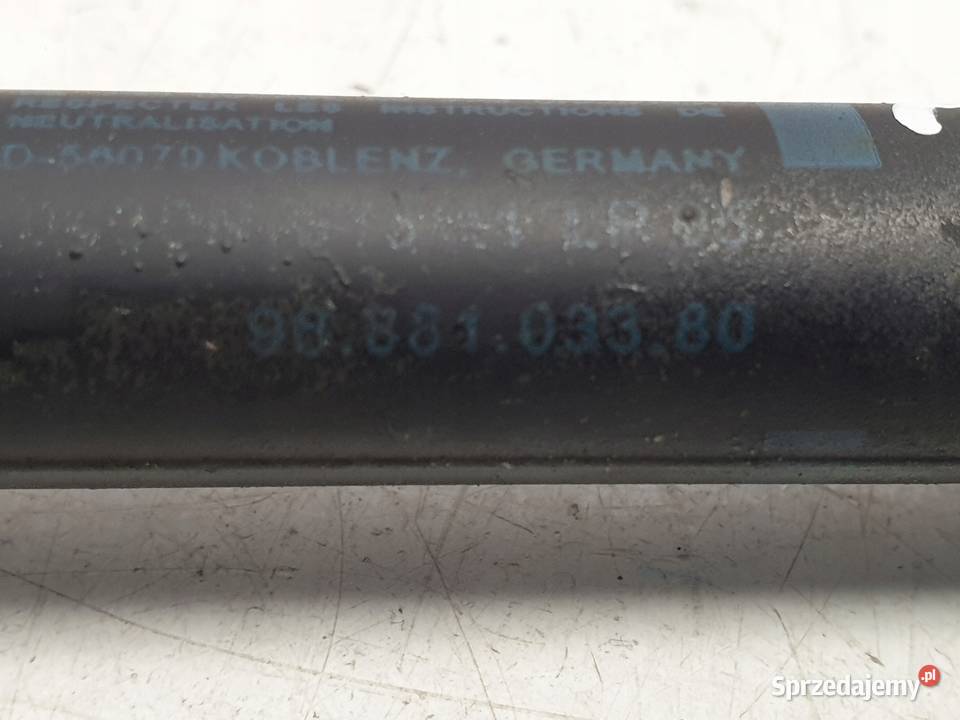 RESPECTER LES INSTRUCTIONS DE
NEUTRALISATION
D-56070 KOBLENZ, GERMANY
98.881.033.80
Sprzedajemy.pl